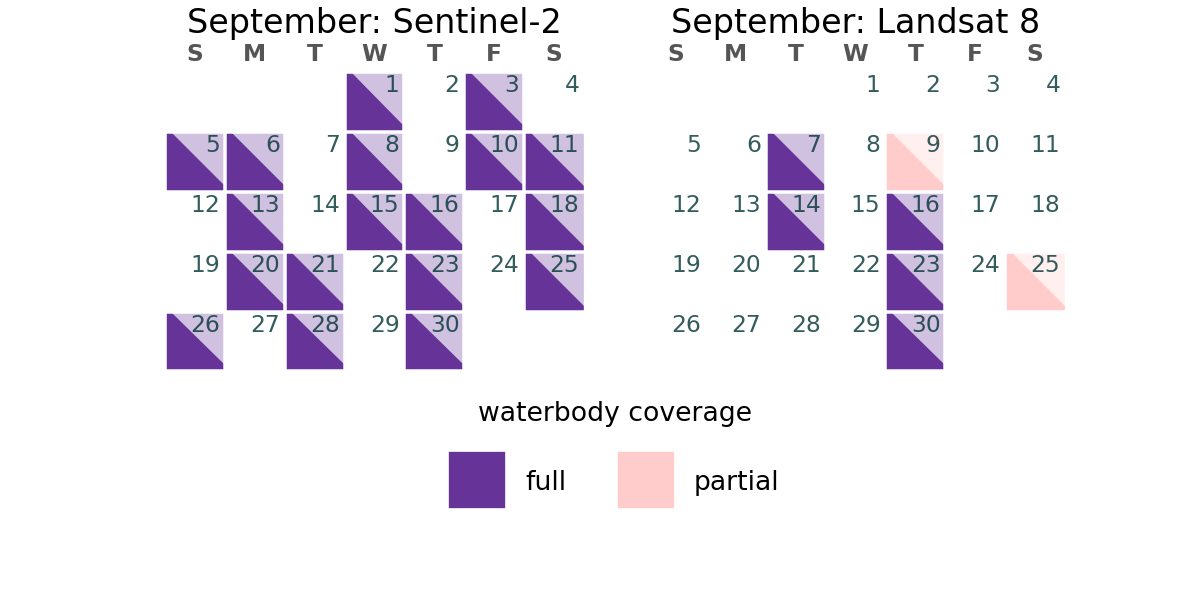 September: Sentinel-2
S M T W T F S
1 2 3 4
5 6 7 8 9 10 11
12 13 14 15 16 17 18
19 20 21 22 23 24 25
26 27 28 29 30
September: Landsat 8
S M T W T F S
1 2 3 4
5 6 7 8 9 10 11
12 13 14 15 16 17 18
19 20 21 22 23 24 25
26 27 28 29 30
waterbody coverage
full partial